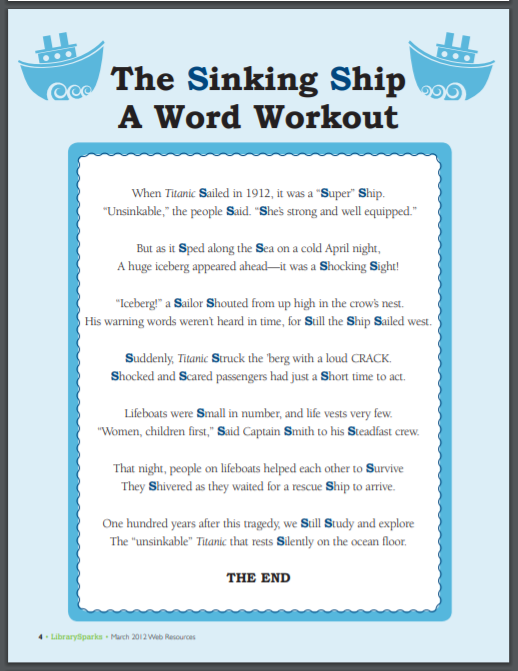 The Sinking Ship
A Word Workout
When Titanic Sailed in 1912, it was a “Super” Ship.
“Unsinkable,” the people Said. “She’s strong and well equipped.”
But as it Sped along the Sea on a cold April night,
A huge iceberg appeared ahead—it was a Shocking Sight!
“Iceberg!” a Sailor Shouted from up high in the crow’s nest.
His warning words weren’t heard in time, for Still the Ship Sailed west.
Suddenly, Titanic Struck the ’berg with a loud CRACK.
Shocked and Scared passengers had just a Short time to act.
Lifeboats were Small in number, and life vests very few.
“Women, children first,” Said Captain Smith to his Steadfast crew.
That night, people on lifeboats helped each other to Survive
They Shivered as they waited for a rescue Ship to arrive.
One hundred years after this tragedy, we Still Study and explore
The “unsinkable” Titanic that rests Silently on the ocean floor.
THE END
4 • LibrarySparks • March 2012 Web Resources